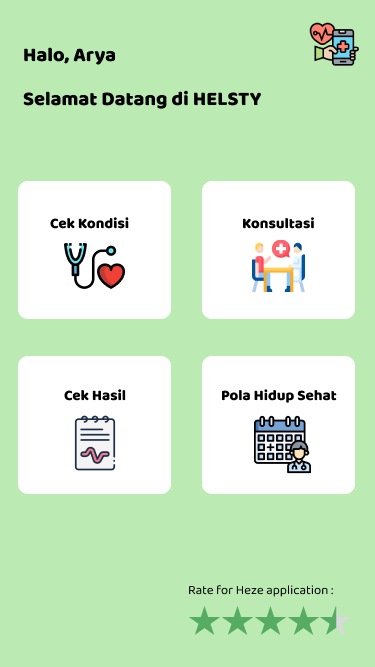 Halo, Arya
Selamat Datang di HELSTY
Cek Kondisi
Konsultasi
Cek Hasil
Pola Hidup Sehat
Rate for Heze application :